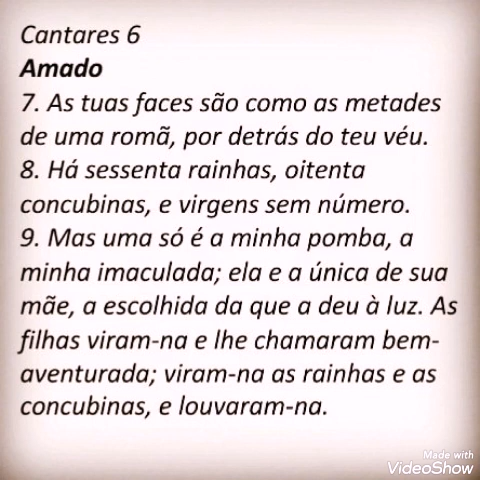 Cantares 6
Amado
7. As tuas faces são como as metades
de uma romã, por detrás do teu véu.
8. Há sessenta rainhas, oitenta
concubinas, e virgens sem número.
9. Mas uma só é a minha pomba, a
minha imaculada; ela e a única de sua
mãe, a escolhida da que a deu à luz. As
filhas viram-na e lhe chamaram bem-
aventurada; viram-na as rainhas e as
concubinas, e louvaram-na.
Made with
VideoShow